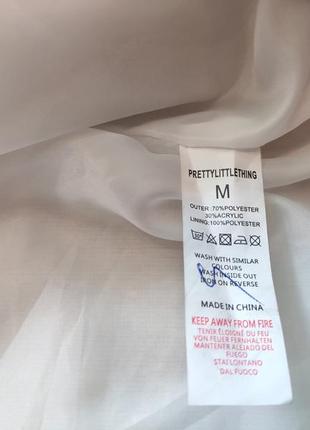 PRETTYLITTLETHING
M
OUTER: 70%POLYESTER
30%ACRYLIC
LINING:100%POLYESTER
WASH WITH SIMILAR
COLOURS
WASH INSIDE OUT
IRON ON REVERSE
MADE IN CHINA
KEEP AWAY FROM FIRE
TENIR ÉLOIGNÉ DU FEU
VON FEUER FERNHALTEN
MANTENER ALEJADO DEL
FUEGO
STAI LONTANO
DAL FUOCO